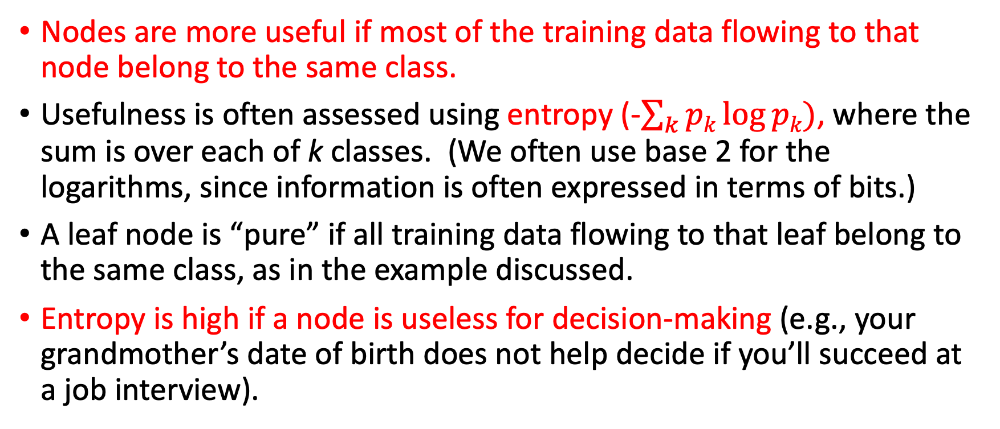 • Nodes are more useful if most of the training data flowing to that
node belong to the same class.
• Usefulness is often assessed using entropy (-∑ₖ pₖ log pₖ), where the
sum is over each of k classes.  (We often use base 2 for the
logarithms, since information is often expressed in terms of bits.)
• A leaf node is “pure” if all training data flowing to that leaf belong to
the same class, as in the example discussed.
• Entropy is high if a node is useless for decision-making (e.g., your
grandmother’s date of birth does not help decide if you’ll succeed at
a job interview).